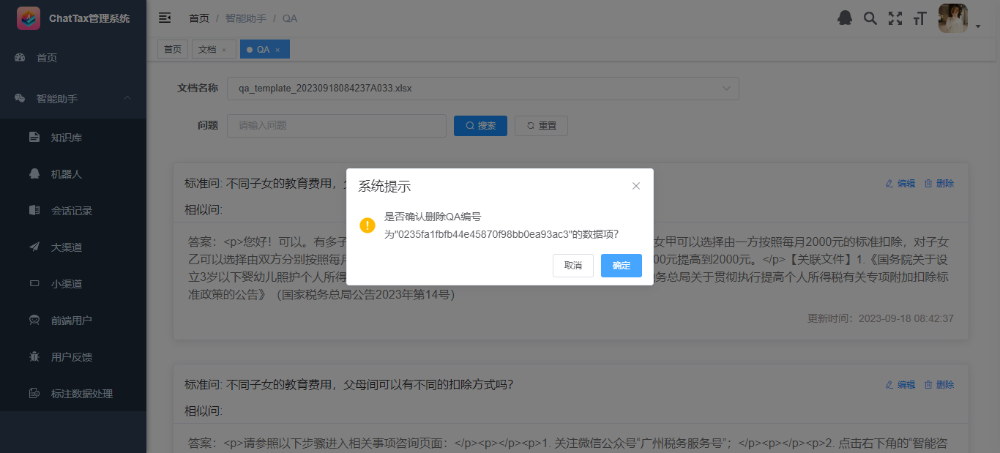 ChatTax管理系统
首页 / 智能助手 / QA
首页
文档 ×
QA ×
首页
智能助手
知识库
机器人
会话记录
大渠道
小渠道
前端用户
用户反馈
标注数据处理
文档名称 qa_template_20230918084237A033.xlsx
问题 请输入问题 搜索 重置
标准问: 不同子女的教育费用，
编辑 删除
相似问:
答案：<p>您好！可以。有多子
女甲可以选择由一方按照每月2000元的标准扣除，对子女
乙可以选择由双方分别按照每月
00元提高到2000元。</p>【关联文件】1.《国务院关于设
立3岁以下婴幼儿照护个人所得
务总局关于贯彻执行提高个人所得税有关专项附加扣除标
准政策的公告》（国家税务总局公告2023年第14号）
更新时间：2023-09-18 08:42:37
系统提示
是否确认删除QA编号
为"0235fa1fbfb44e45870f98bb0ea93ac3"的数据项？
取消 确定
标准问: 不同子女的教育费用，父母间可以有不同的扣除方式吗？
编辑 删除
相似问:
答案：<p>请参照以下步骤进入相关事项咨询页面：</p><p></p><p>1. 关注微信公众号“广州税务服务号”；</p><p></p><p>2. 点击右下角的“智能咨